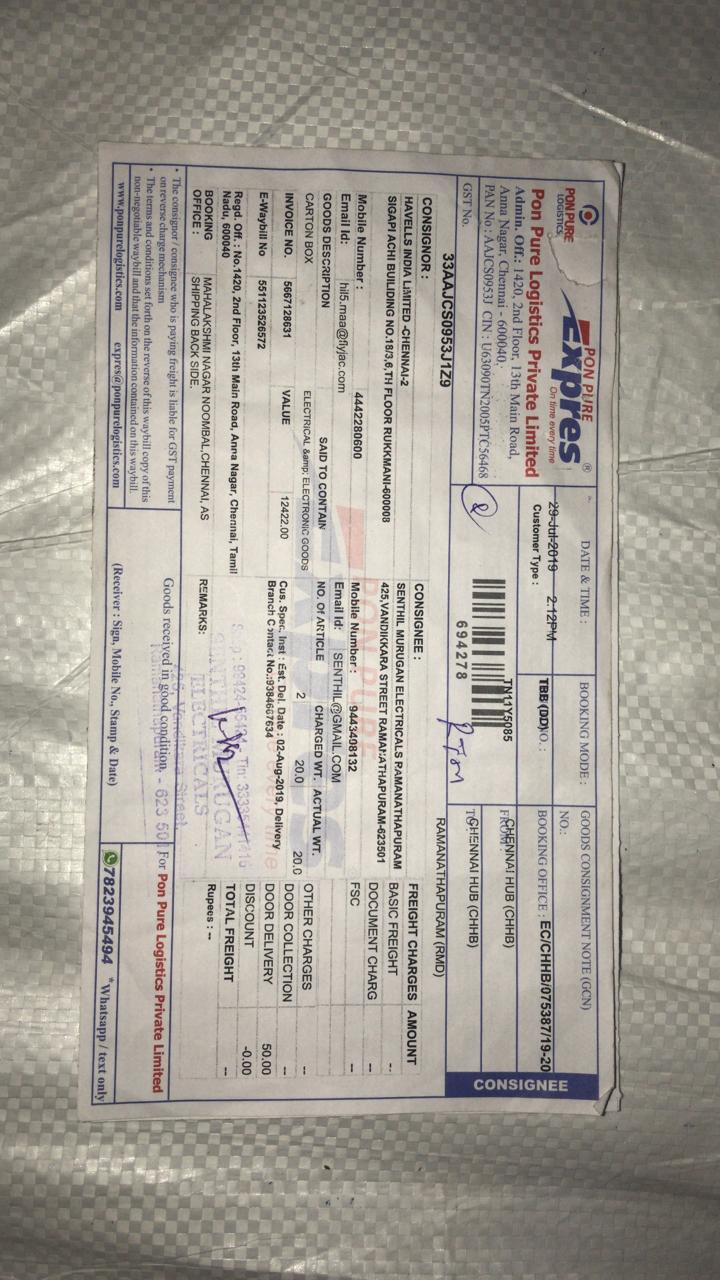 PON PURE
LOGISTICS
PON PURE
Expres®
On time every time
Pon Pure Logistics Private Limited
Admin. Off.: 1420, 2nd Floor, 13th Main Road,
Anna Nagar, Chennai - 600040.
PAN No : AAJCS0953J CIN : U63090TN2005PTC56468
GST No.
33AAJCS0953J1Z9
DATE & TIME :
29-Jul-2019 2.12PM
Customer Type :
BOOKING MODE :
TBB (DD)
NO.:
GOODS CONSIGNMENT NOTE (GCN)
NO.:
EC/CHHB/075387/19-20
BOOKING OFFICE :
CHENNAI HUB (CHHB)
FROM:
TN11Y5085
694278
CHENNAI HUB (CHHB)
RAMANATHAPURAM (RMD)
CONSIGNEE
CONSIGNOR :
HAVELLS INDIA LIMITED -CHENNAI-2
SIGAPI ACHI BUILDING NO,18/3,6,TH FLOOR RUKKMANI-600008
Mobile Number : 4442280600
Email Id: hil5.maa@flyjac.com
CONSIGNEE :
SENTHIL MURUGAN ELECTRICALS RAMANATHAPURAM
425,VANDIKKARA STREET RAMANATHAPURAM-623501
Mobile Number : 9443408132
Email Id: SENTHIL@GMAIL.COM
GOODS DESCRIPTION SAID TO CONTAIN NO. Of ARTICLE CHARGED WT. ACTUAL WT.
CARTON BOX ELECTRICAL &amp; ELECTRONIC GOODS 2 20.0 20.0
INVOICE NO. 5667128631 VALUE 12422.00
E-Waybill No 551123526572
Cus. Spec. Inst : Est. Del. Date : 02-Aug-2019, Delivery
Branch Contact No.:9384667634
Regd. Off. : No.1420, 2nd Floor, 13th Main Road, Anna Nagar, Chennai, Tamil
Nadu, 600040
BOOKING
OFFICE :
MAHALAKSHMI NAGAR NOOMBAL,CHENNAI, AS
SHIPPING BACK SIDE.
REMARKS:
FREIGHT CHARGES AMOUNT
BASIC FREIGHT --
DOCUMENT CHARG --
FSC --
OTHER CHARGES --
DOOR COLLECTION --
DOOR DELIVERY 50.00
DISCOUNT -0.00
TOTAL FREIGHT --
Rupees : --
ELECTRICALS
• The consignor / consignee who is paying freight is liable for GST payment
on reverse charge mechanism
• The terms and conditions set forth on the reverse of this waybill copy of this
non-negotiable waybill and that the information contained on this waybill.
www.ponpurelogistics.com expres@ponpurelogistics.com
Goods received in good condition,
(Receiver : Sign, Mobile No., Stamp & Date)
For Pon Pure Logistics Private Limited
7823945494 *Whatsapp / text only